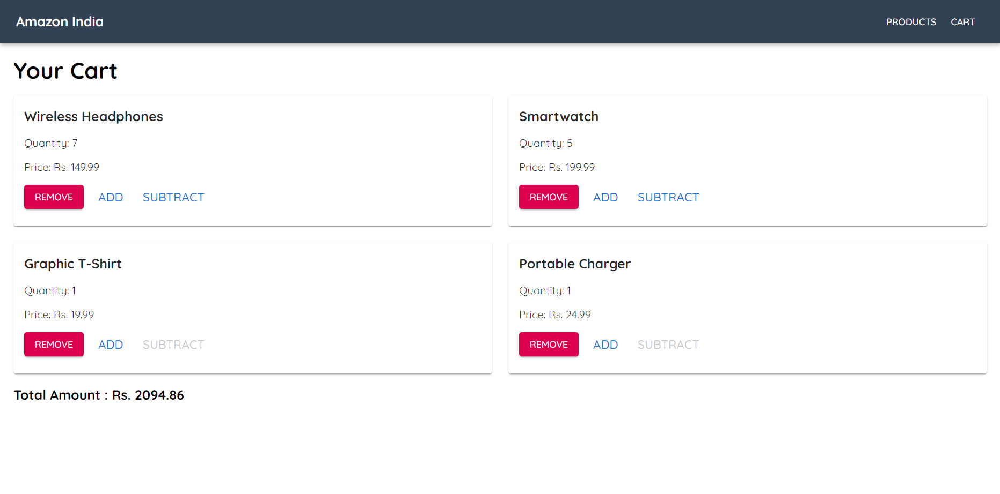 Amazon India
PRODUCTS CART
Your Cart
Wireless Headphones
Quantity: 7
Price: Rs. 149.99
REMOVE ADD SUBTRACT
Smartwatch
Quantity: 5
Price: Rs. 199.99
REMOVE ADD SUBTRACT
Graphic T-Shirt
Quantity: 1
Price: Rs. 19.99
REMOVE ADD SUBTRACT
Portable Charger
Quantity: 1
Price: Rs. 24.99
REMOVE ADD SUBTRACT
Total Amount : Rs. 2094.86